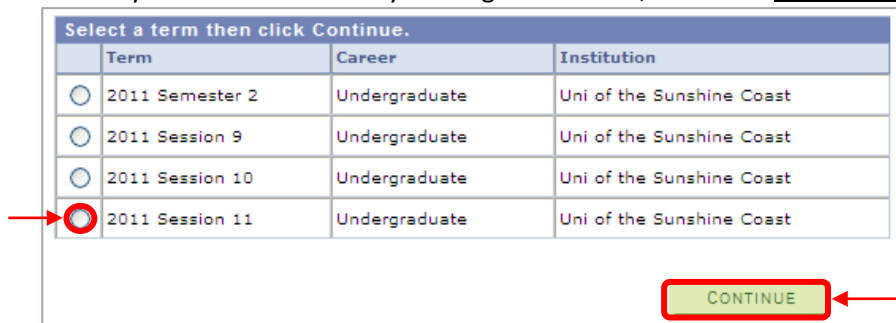 Select a term then click Continue.
Term Career Institution
2011 Semester 2 Undergraduate Uni of the Sunshine Coast
2011 Session 9 Undergraduate Uni of the Sunshine Coast
2011 Session 10 Undergraduate Uni of the Sunshine Coast
2011 Session 11 Undergraduate Uni of the Sunshine Coast
CONTINUE